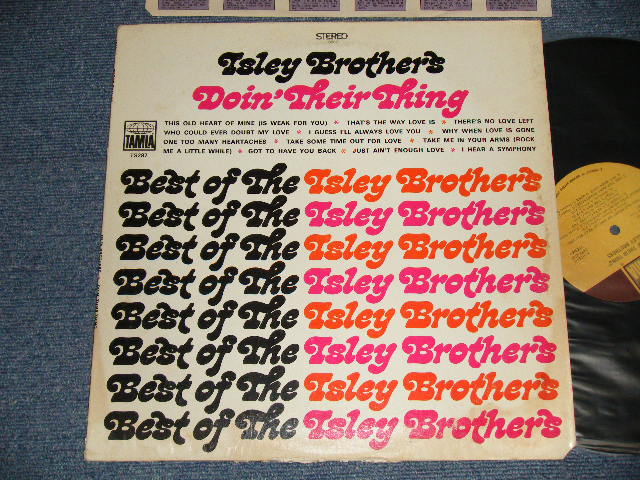 STEREO
Isley Brothers
Doin' Their Thing
THIS OLD HEART OF MINE (IS WEAK FOR YOU) * THAT'S THE WAY LOVE IS * THERE'S NO LOVE LEFT
WHO COULD EVER DOUBT MY LOVE * I GUESS I'LL ALWAYS LOVE YOU * WHY WHEN LOVE IS GONE
ONE TOO MANY HEARTACHES * TAKE SOME TIME OUT FOR LOVE * TAKE ME IN YOUR ARMS (ROCK
ME A LITTLE WHILE) * GOT TO HAVE YOU BACK * JUST AIN'T ENOUGH LOVE * I HEAR A SYMPHONY
TAMLA
TS287
Best of The Isley Brothers
Best of The Isley Brothers
Best of The Isley Brothers
Best of The Isley Brothers
Best of The Isley Brothers
Best of The Isley Brothers
Best of The Isley Brothers
Best of The Isley Brothers